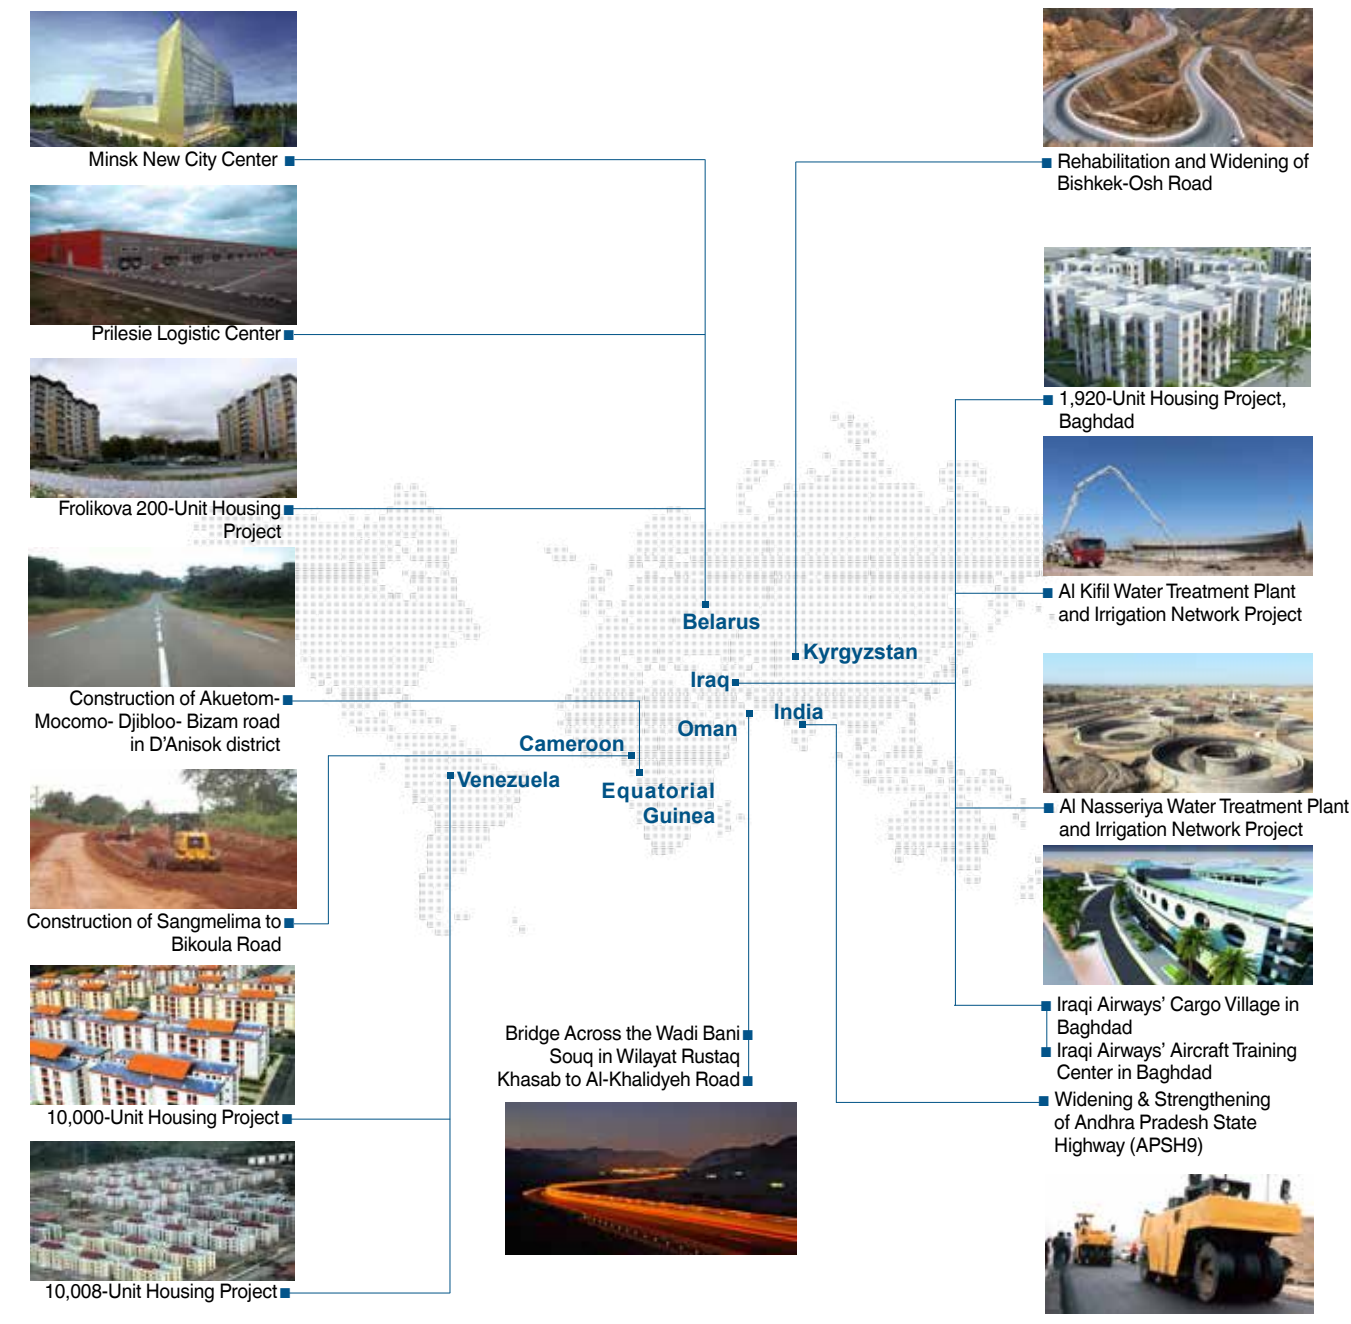 Minsk New City Center
Prilesie Logistic Center
Frolikova 200-Unit Housing
Project
Construction of Akuetom-
Mocomo- Djibloo- Bizam road
in D’Anisok district
Construction of Sangmelima to
Bikoula Road
10,000-Unit Housing Project
10,008-Unit Housing Project
Belarus
Kyrgyzstan
Iraq
India
Oman
Cameroon
Venezuela
Equatorial
Guinea
Bridge Across the Wadi Bani
Souq in Wilayat Rustaq
Khasab to Al-Khalidyeh Road
Rehabilitation and Widening of
Bishkek-Osh Road
1,920-Unit Housing Project,
Baghdad
Al Kifil Water Treatment Plant
and Irrigation Network Project
Al Nasseriya Water Treatment Plant
and Irrigation Network Project
Iraqi Airways’ Cargo Village in
Baghdad
Iraqi Airways’ Aircraft Training
Center in Baghdad
Widening & Strengthening
of Andhra Pradesh State
Highway (APSH9)